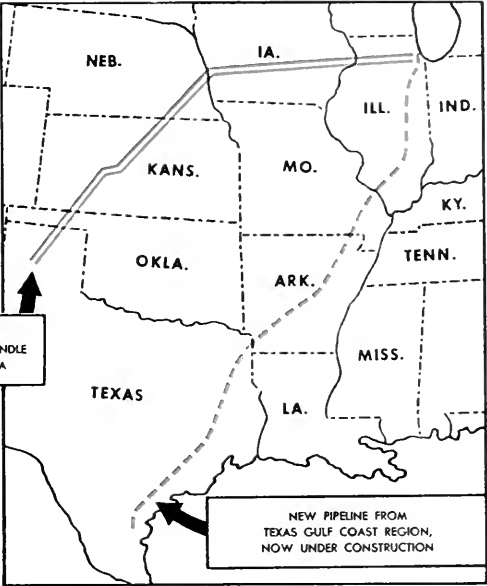 NEB.
IA.
ILL.
IND.
KANS.
MO.
KY.
OKLA.
TENN.
ARK.
NDLE
A
MISS.
TEXAS
LA.
NEW PIPELINE FROM
TEXAS GULF COAST REGION,
NOW UNDER CONSTRUCTION